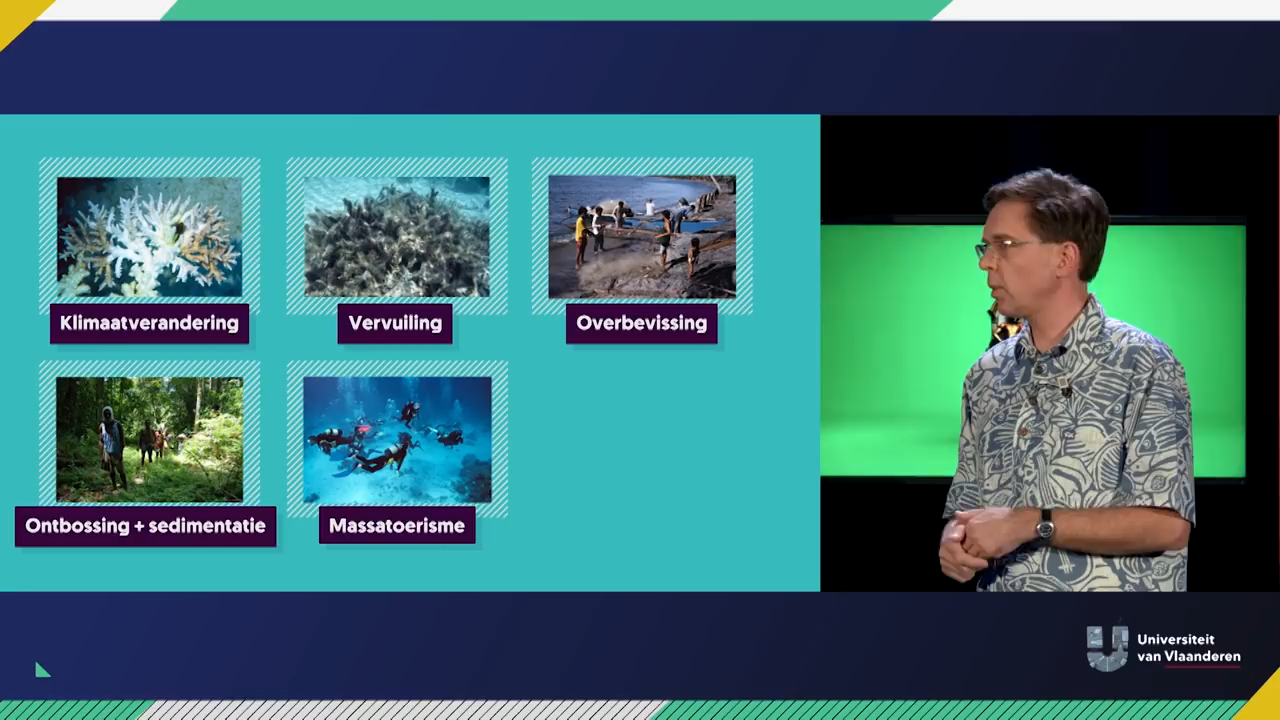 Klimaatverandering
Vervuiling
Overbevissing
Ontbossing + sedimentatie
Massatoerisme
Universiteit
van Vlaanderen